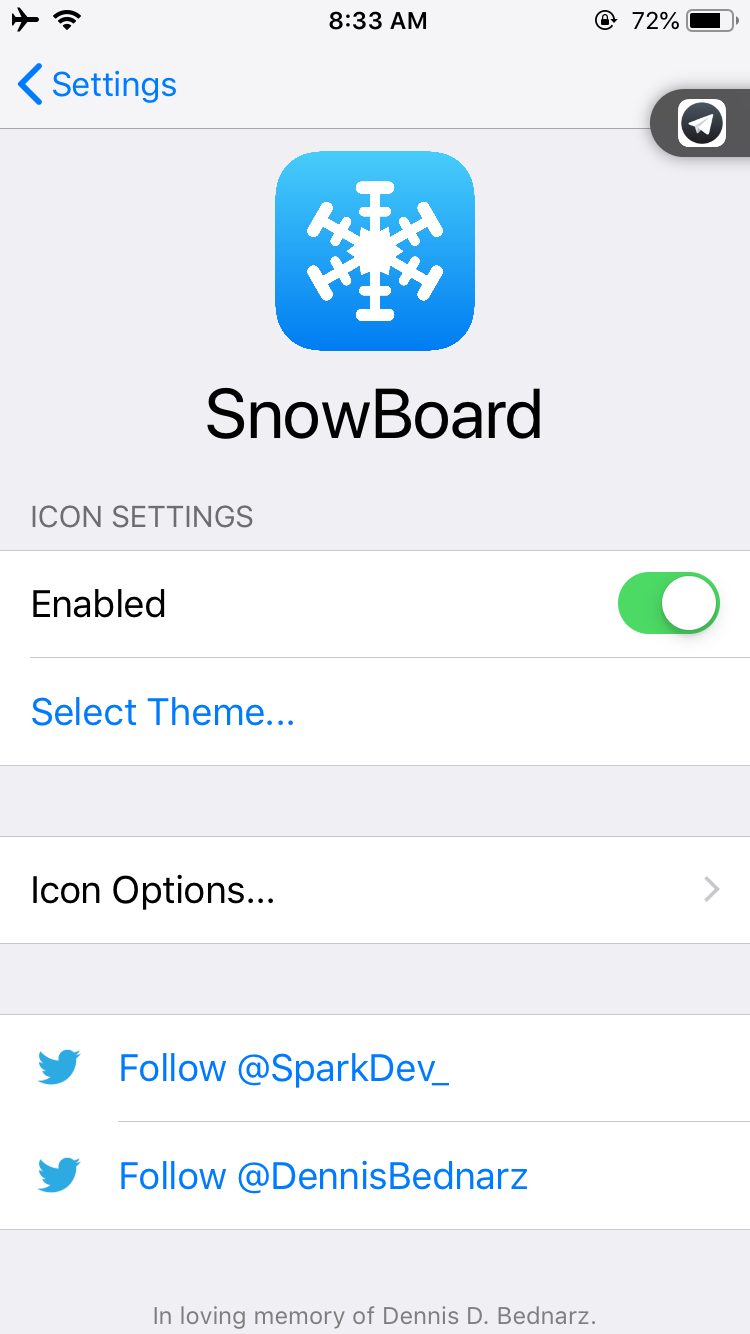 8:33 AM
72%
Settings
SnowBoard
ICON SETTINGS
Enabled
Select Theme...
Icon Options...
Follow @SparkDev_
Follow @DennisBednarz
In loving memory of Dennis D. Bednarz.